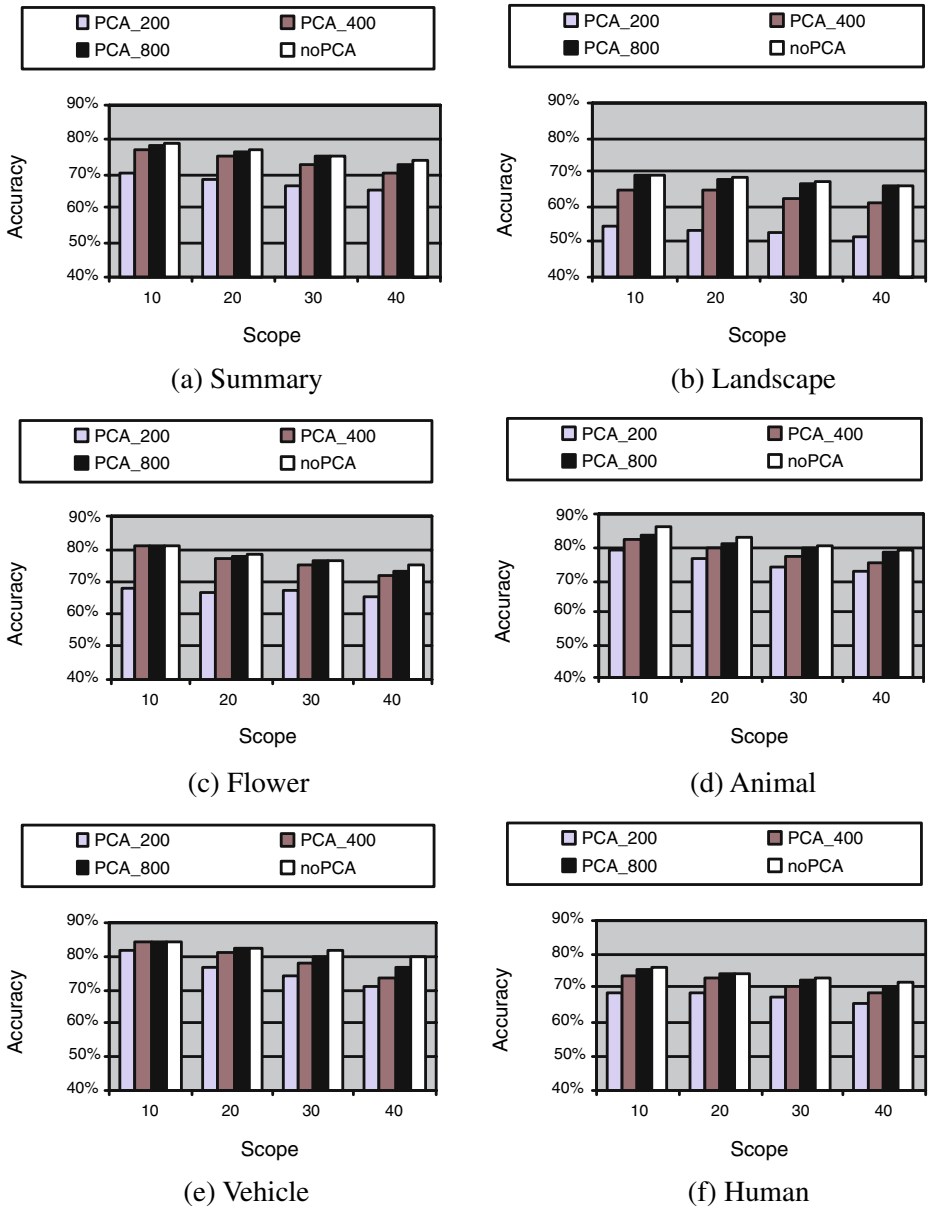 PCA_200 PCA_400
PCA_800 noPCA
90%
80%
70%
60%
50%
40%
Accuracy
10 20 30 40
Scope
(a) Summary
PCA_200 PCA_400
PCA_800 noPCA
90%
80%
70%
60%
50%
40%
Accuracy
10 20 30 40
Scope
(b) Landscape
PCA_200 PCA_400
PCA_800 noPCA
90%
80%
70%
60%
50%
40%
Accuracy
10 20 30 40
Scope
(c) Flower
PCA_200 PCA_400
PCA_800 noPCA
90%
80%
70%
60%
50%
40%
Accuracy
10 20 30 40
Scope
(d) Animal
PCA_200 PCA_400
PCA_800 noPCA
90%
80%
70%
60%
50%
40%
Accuracy
10 20 30 40
Scope
(e) Vehicle
PCA_200 PCA_400
PCA_800 noPCA
90%
80%
70%
60%
50%
40%
Accuracy
10 20 30 40
Scope
(f) Human